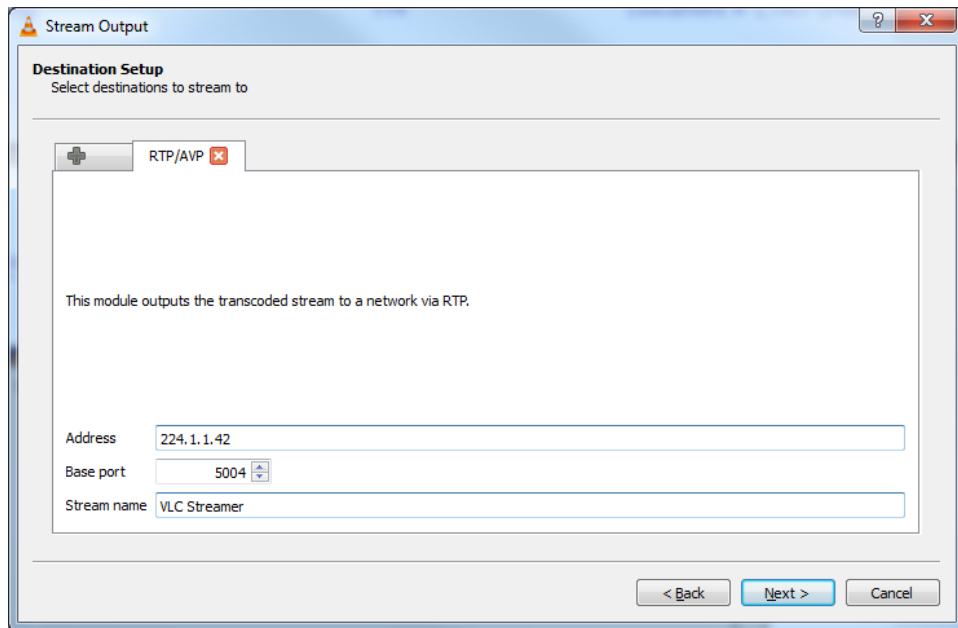 Stream Output
Destination Setup
Select destinations to stream to
RTP/AVP
This module outputs the transcoded stream to a network via RTP.
Address 224.1.1.42
Base port 5004
Stream name VLC Streamer
< Back Next > Cancel